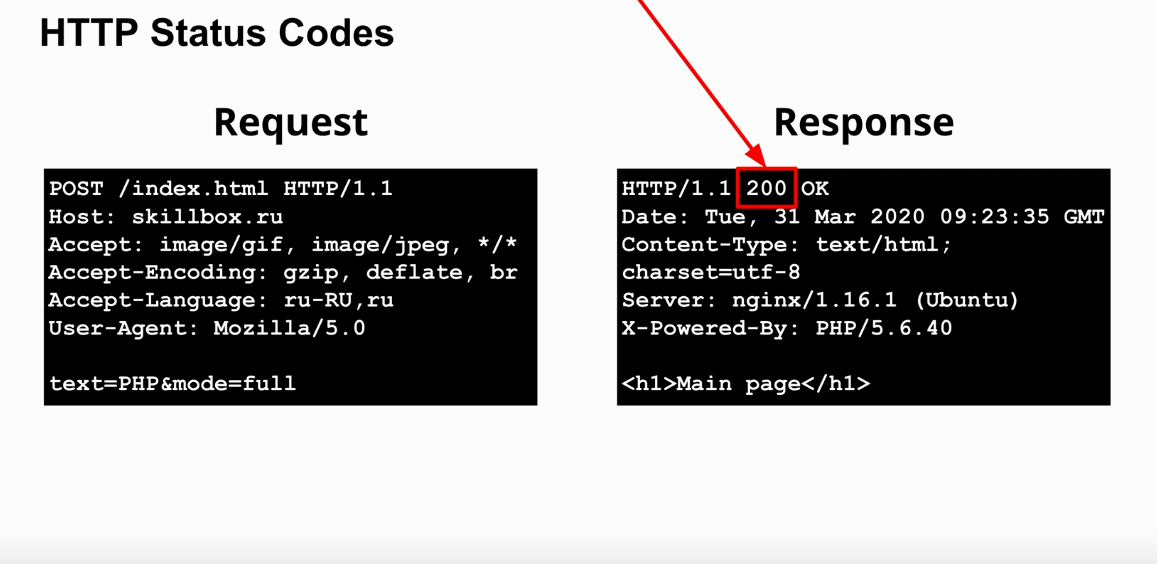 HTTP Status Codes
Request
POST /index.html HTTP/1.1
Host: skillbox.ru
Accept: image/gif, image/jpeg, */*
Accept-Encoding: gzip, deflate, br
Accept-Language: ru-RU,ru
User-Agent: Mozilla/5.0
text=PHP&mode=full
Response
HTTP/1.1 200 OK
Date: Tue, 31 Mar 2020 09:23:35 GMT
Content-Type: text/html;
charset=utf-8
Server: nginx/1.16.1 (Ubuntu)
X-Powered-By: PHP/5.6.40
<h1>Main page</h1>